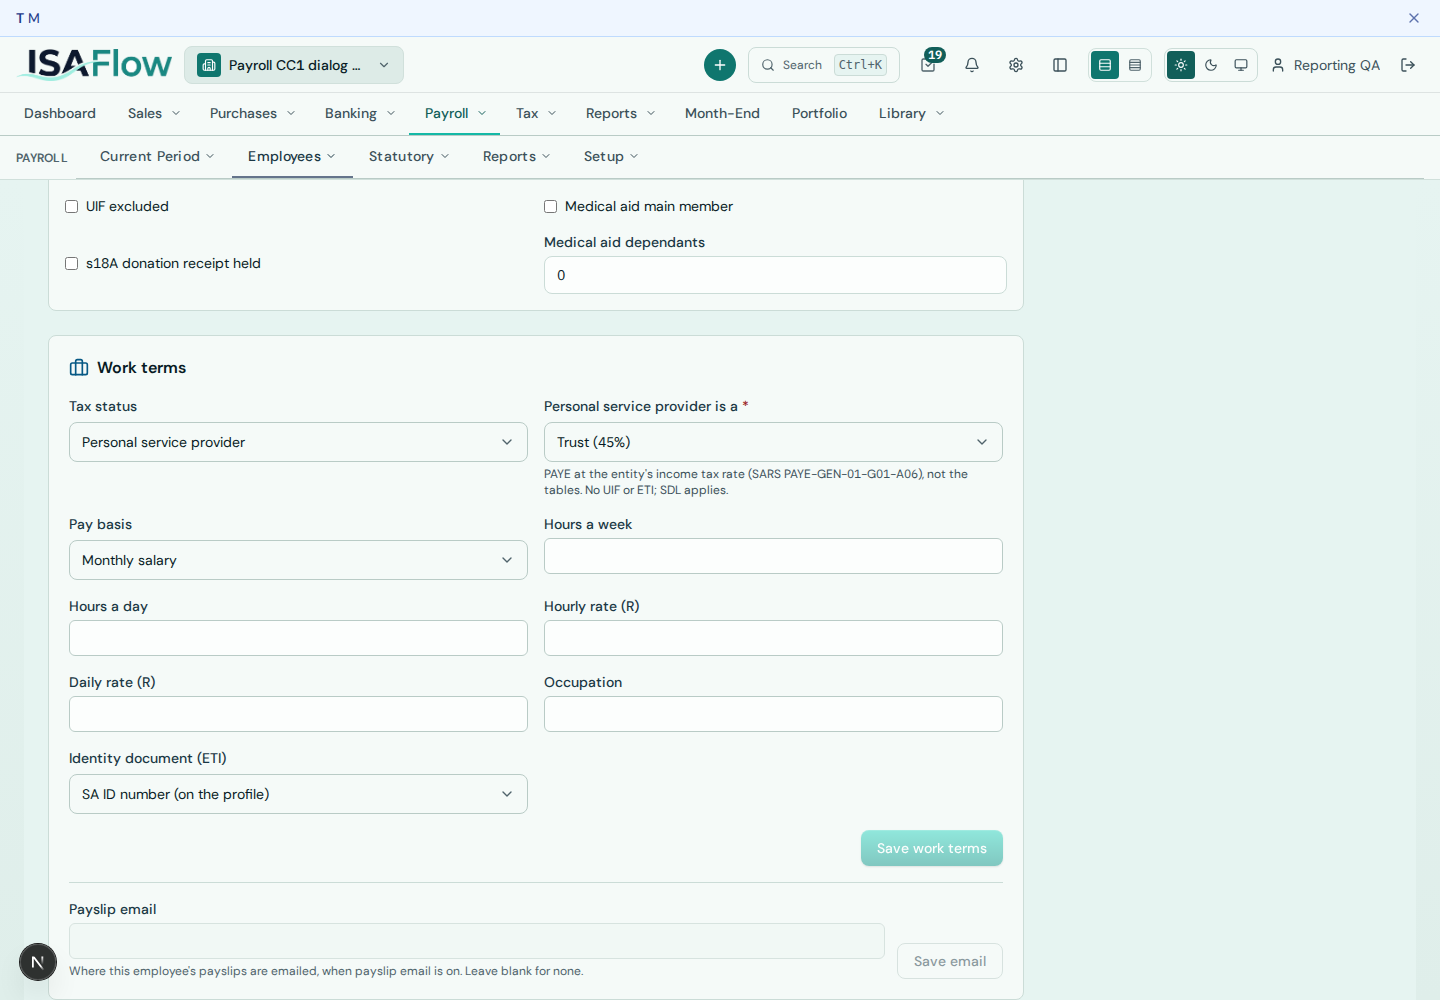 T M
ISAFlow
Payroll CC1 dialog ...
Search Ctrl+K
19
Reporting QA
Dashboard Sales Purchases Banking Payroll Tax Reports Month-End Portfolio Library
PAYROLL Current Period Employees Statutory Reports Setup
UIF excluded
Medical aid main member
s18A donation receipt held
Medical aid dependants
0
Work terms
Tax status
Personal service provider
Personal service provider is a *
Trust (45%)
PAYE at the entity's income tax rate (SARS PAYE-GEN-01-G01-A06), not the
tables. No UIF or ETI; SDL applies.
Pay basis
Monthly salary
Hours a week
Hours a day
Hourly rate (R)
Daily rate (R)
Occupation
Identity document (ETI)
SA ID number (on the profile)
Save work terms
Payslip email
Where this employee's payslips are emailed, when payslip email is on. Leave blank for none.
Save email
N